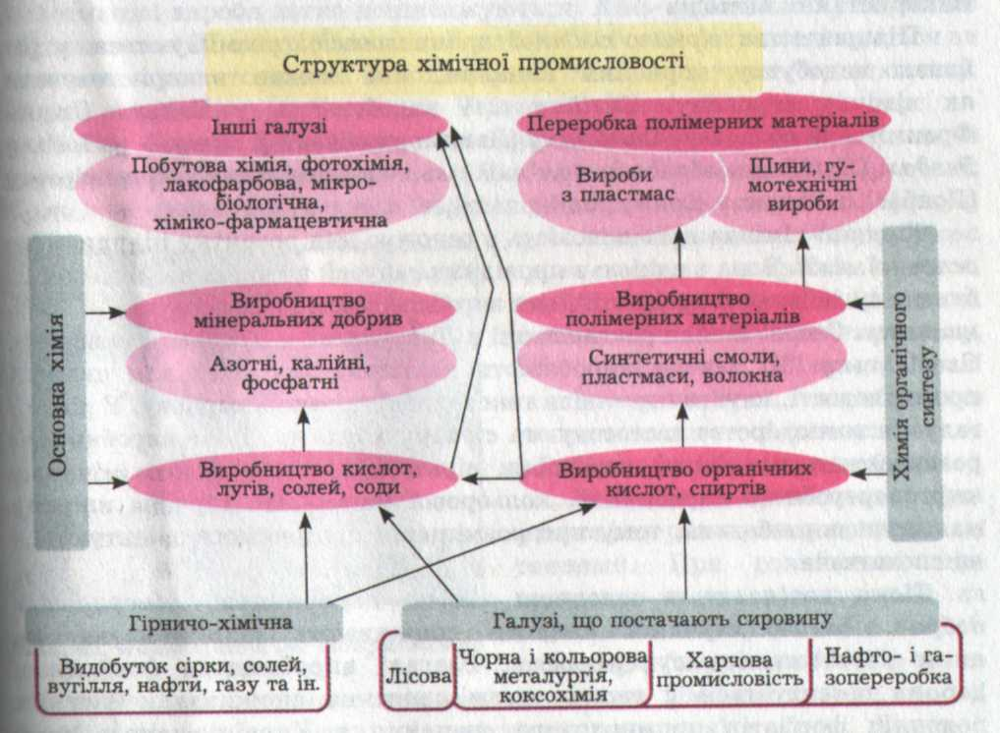 Структура хімічної промисловості
Інші галузі
Побутова хімія, фотохімія,
лакофарбова, мікро-
біологічна,
хіміко-фармацевтична
Переробка полімерних матеріалів
Вироби
з пластмас
Шини, гу-
мотехнічні
вироби
Основна хімія
Виробництво
мінеральних добрив
Азотні, калійні,
фосфатні
Виробництво
полімерних матеріалів
Синтетичні смоли,
пластмаси, волокна
Химія органічного
синтезу
Виробництво кислот,
лугів, солей, соди
Виробництво органічних
кислот, спиртів
Гірничо-хімічна
Видобуток сірки, солей,
вугілля, нафти, газу та ін.
Галузі, що постачають сировину
Лісова
Чорна і кольорова
металургія,
коксохімія
Харчова
промисловість
Нафто- і га-
зопереробка